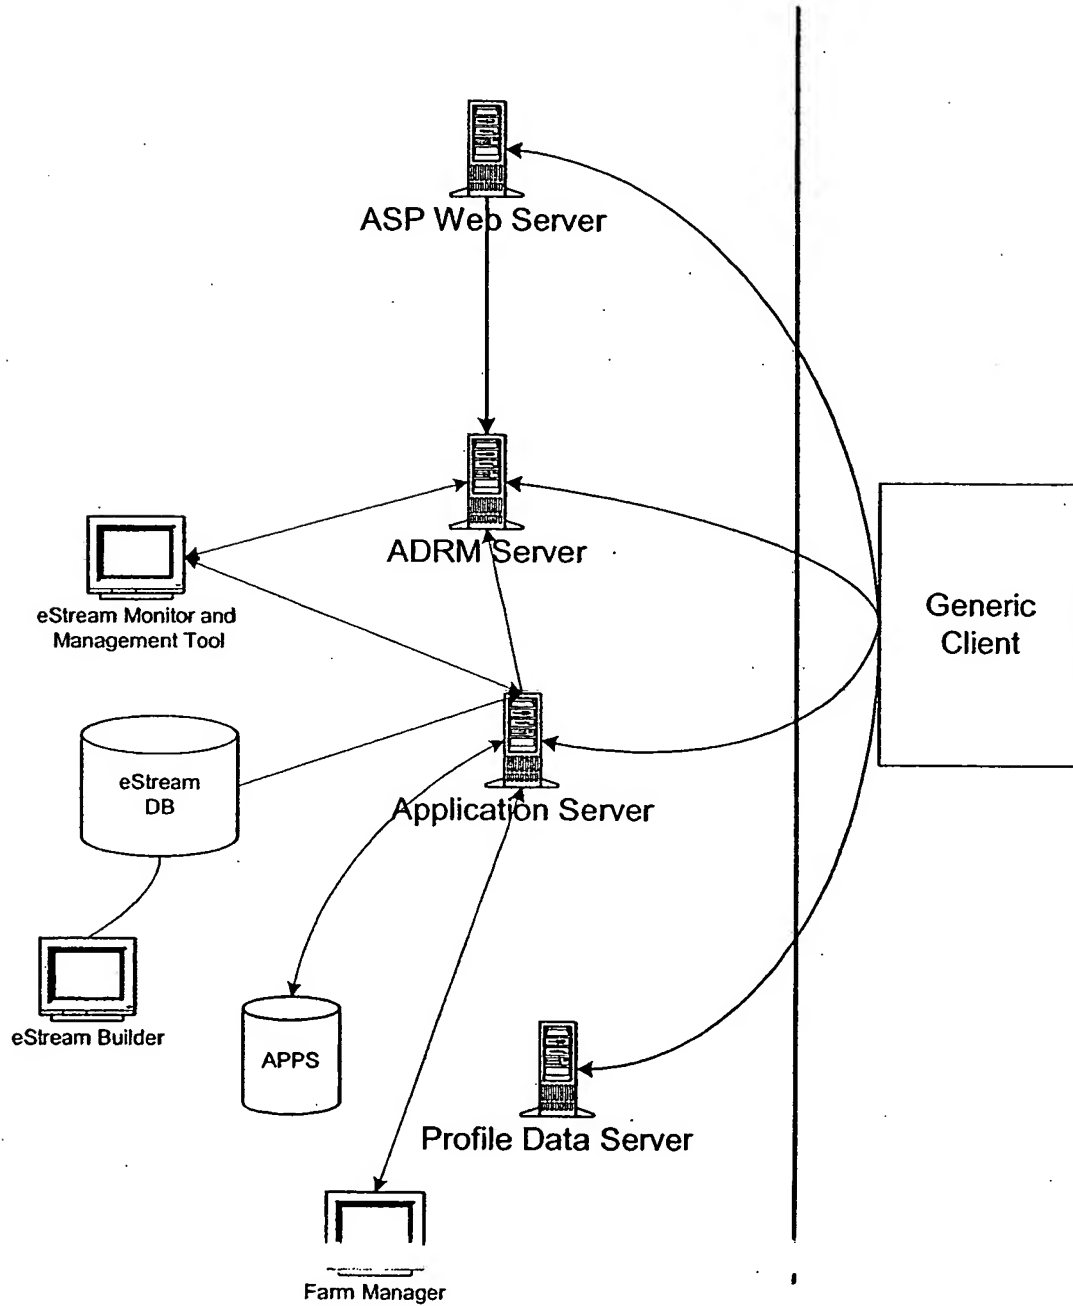 ASP Web Server
ADRM Server
eStream Monitor and
Management Tool
Generic
Client
eStream
DB
Application Server
eStream Builder
APPS
Profile Data Server
Farm Manager